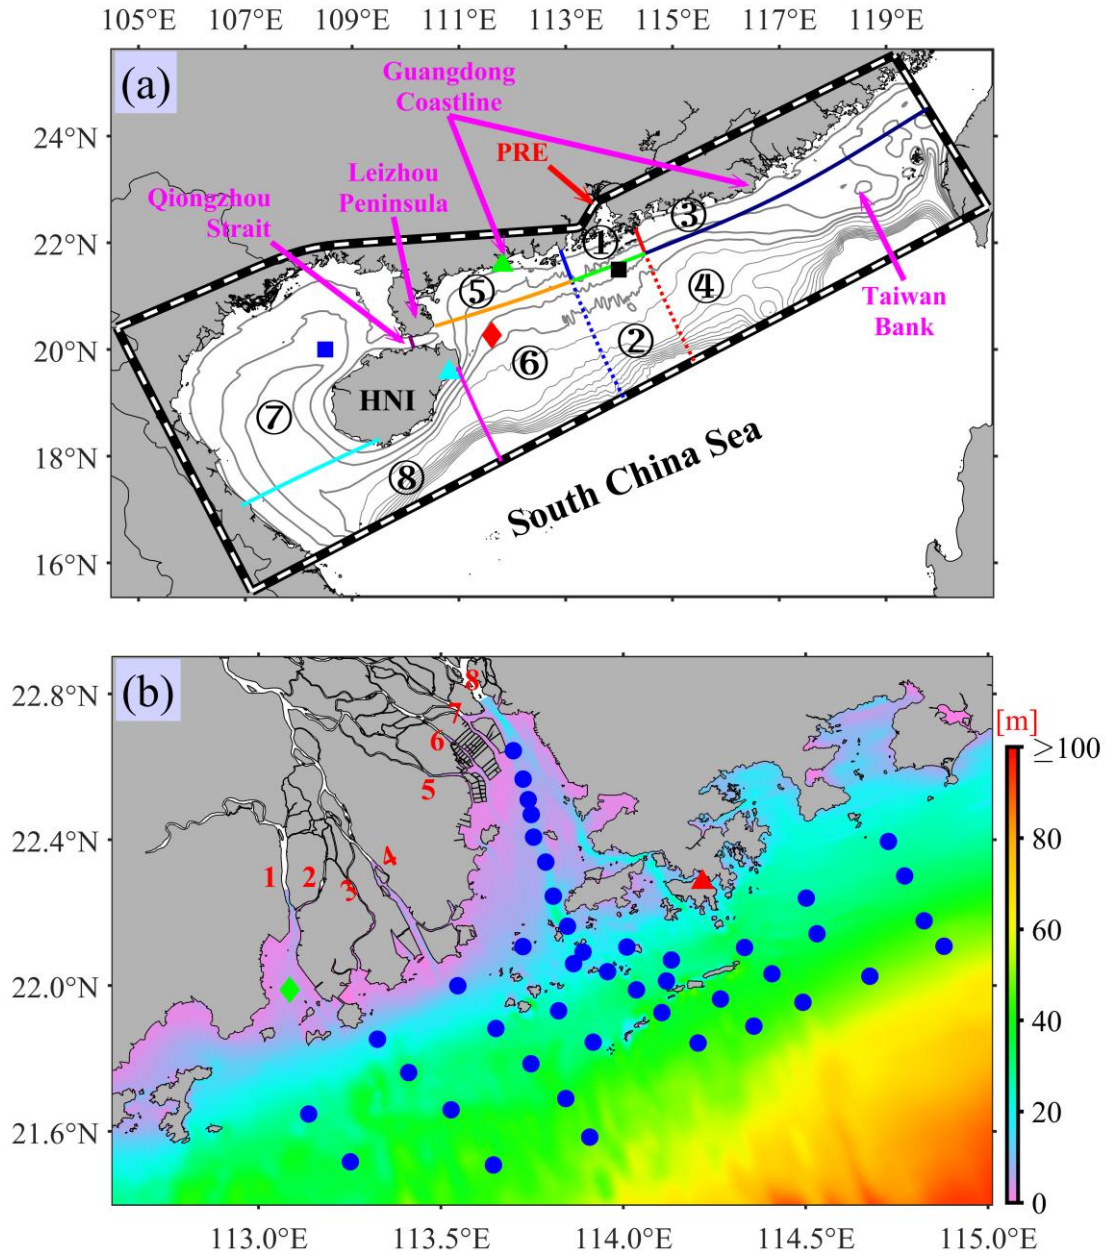 105°E 107°E 109°E 111°E 113°E 115°E 117°E 119°E
(a)
Guangdong
Coastline
24°N
PRE
Leizhou
Peninsula
Qiongzhou
Strait
22°N
①
③
⑤
④
Taiwan
Bank
20°N
②
⑥
HNI
⑦
18°N
⑧
South China Sea
16°N
(b)
22.8°N
8
7
6
5
[m]
≥100
22.4°N
80
4
1
2
3
60
22.0°N
40
21.6°N
20
0
113.0°E 113.5°E 114.0°E 114.5°E 115.0°E